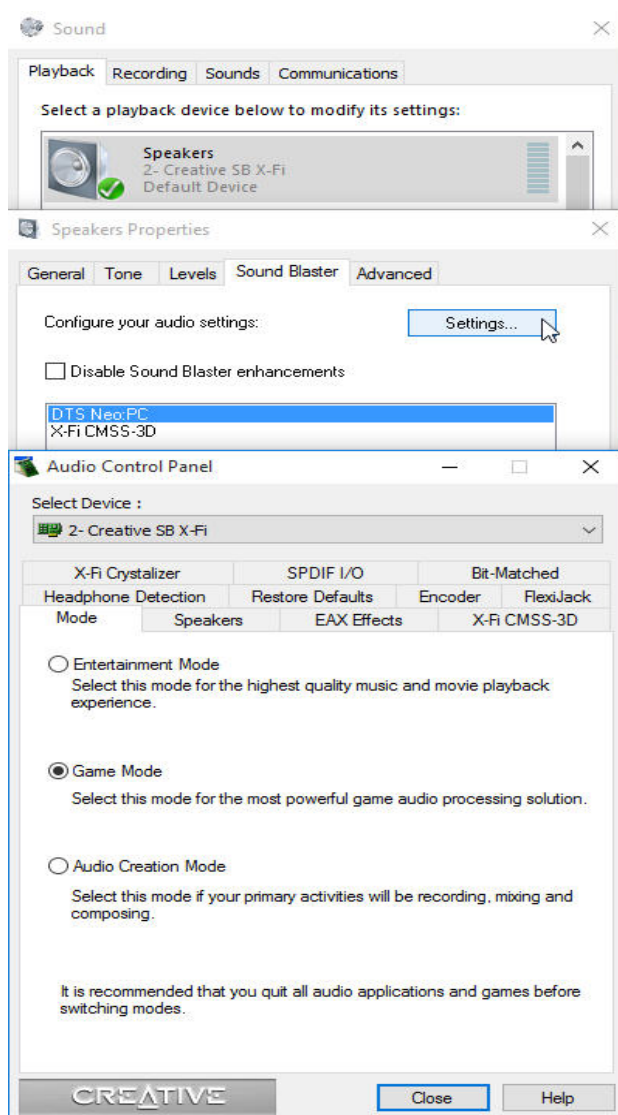 Sound
Playback Recording Sounds Communications
Select a playback device below to modify its settings:
Speakers
2- Creative SB X-Fi
Default Device
Speakers Properties
General Tone Levels Sound Blaster Advanced
Configure your audio settings: Settings...
Disable Sound Blaster enhancements
DTS Neo:PC
X-Fi CMSS-3D
Audio Control Panel
Select Device :
2- Creative SB X-Fi
X-Fi Crystalizer SPDIF I/O Bit-Matched
Headphone Detection Restore Defaults Encoder FlexiJack
Mode Speakers EAX Effects X-Fi CMSS-3D
Entertainment Mode
Select this mode for the highest quality music and movie playback
experience.
Game Mode
Select this mode for the most powerful game audio processing solution.
Audio Creation Mode
Select this mode if your primary activities will be recording, mixing and
composing.
It is recommended that you quit all audio applications and games before
switching modes.
CREATIVE Close Help